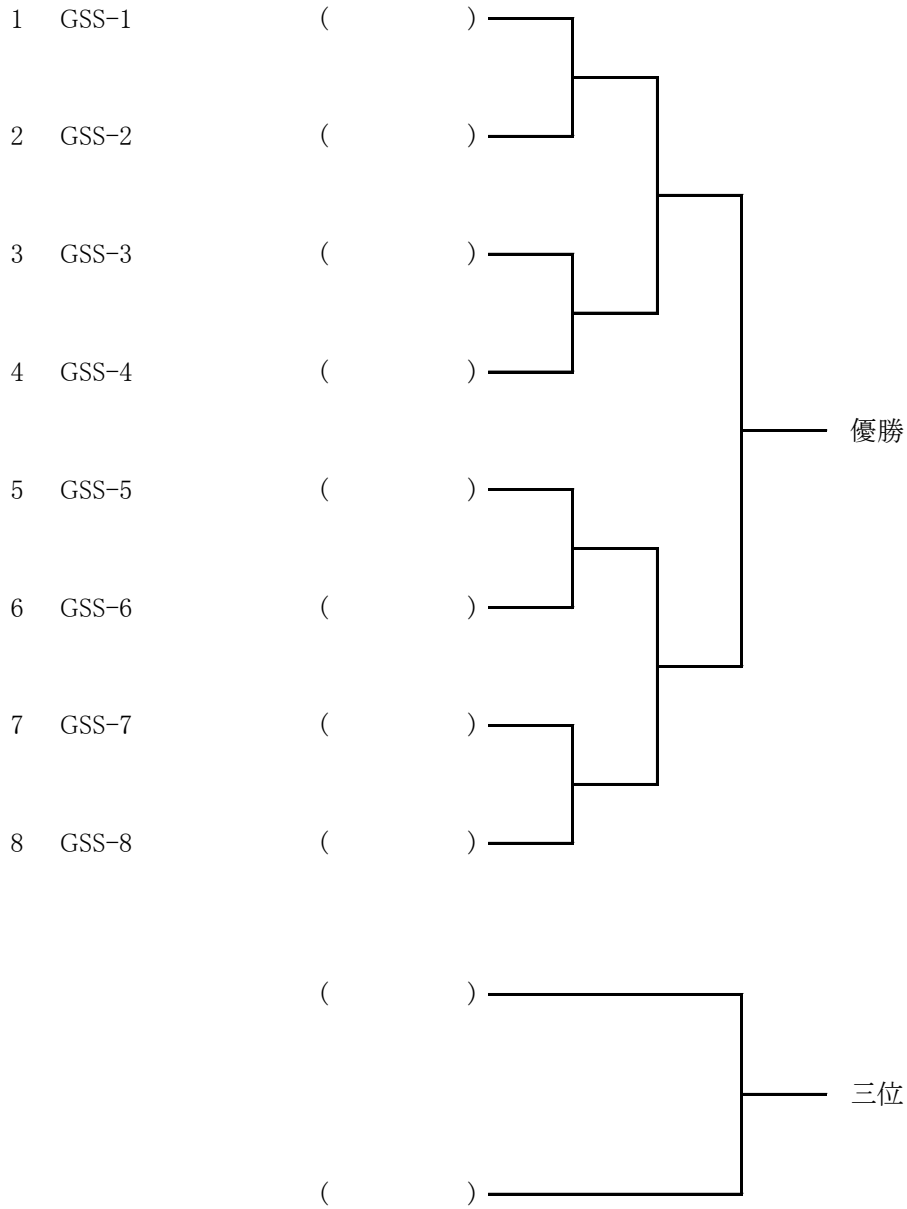 1 GSS-1 ( )
2 GSS-2 ( )
3 GSS-3 ( )
4 GSS-4 ( )
優勝
5 GSS-5 ( )
6 GSS-6 ( )
7 GSS-7 ( )
8 GSS-8 ( )
( )
三位
( )